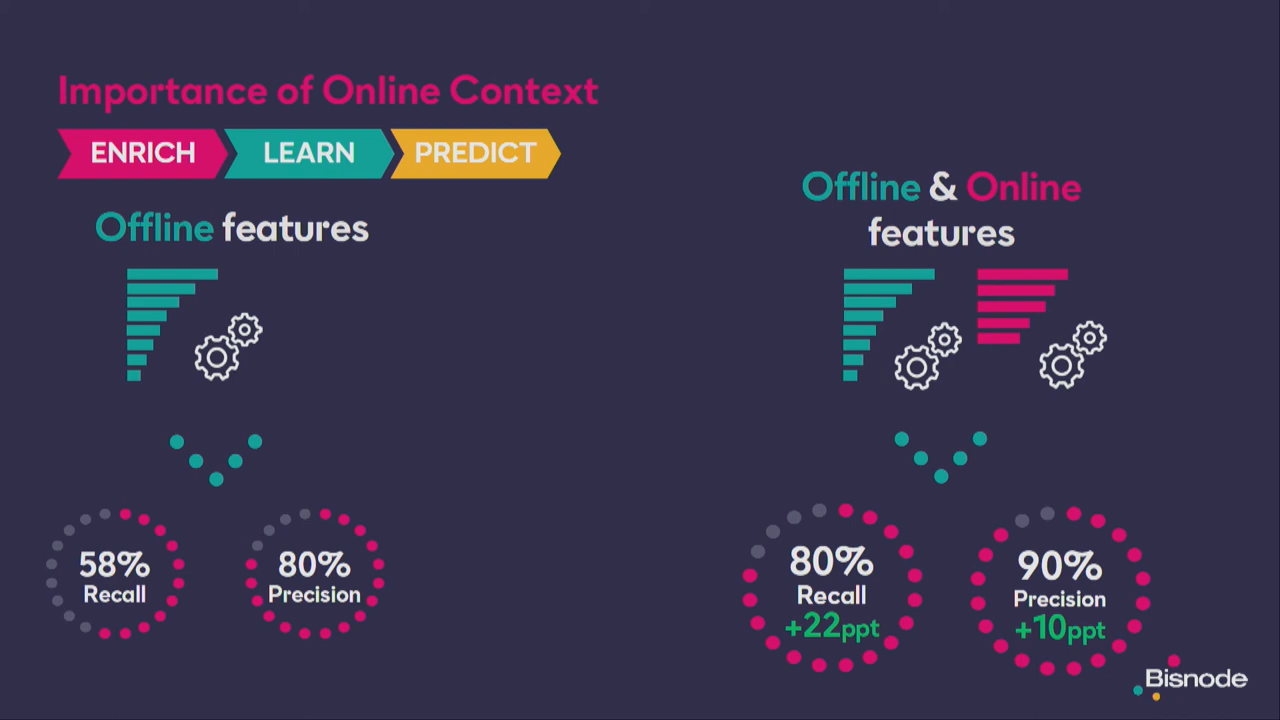 Importance of Online Context
ENRICH LEARN PREDICT
Offline features
58%
Recall
80%
Precision
Offline & Online
features
80%
Recall
+22ppt
90%
Precision
+10ppt
Bisnode